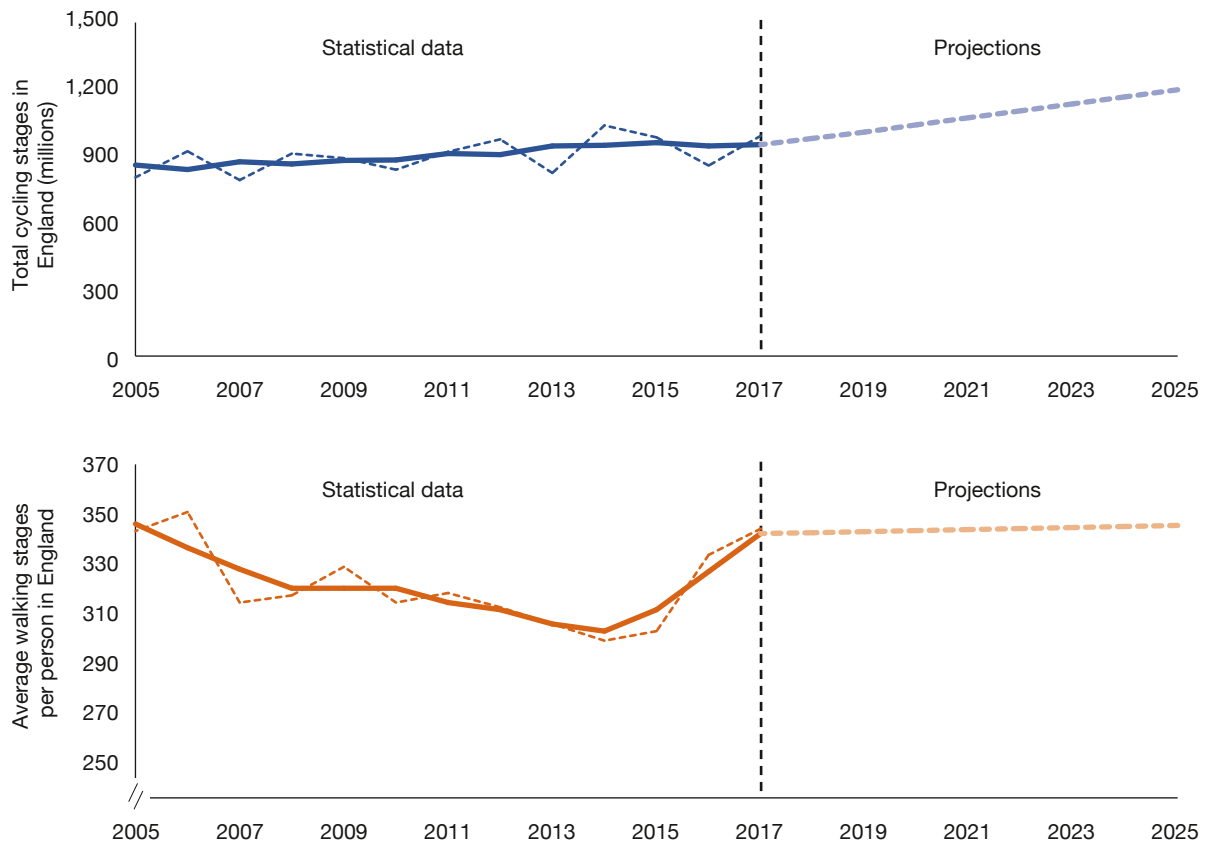 1,500
1,200
900
600
300
0
Total cycling stages in
England (millions)
Statistical data
Projections
2005 2007 2009 2011 2013 2015 2017 2019 2021 2023 2025
370
350
330
310
290
270
250
Average walking stages
per person in England
Statistical data
Projections
2005 2007 2009 2011 2013 2015 2017 2019 2021 2023 2025